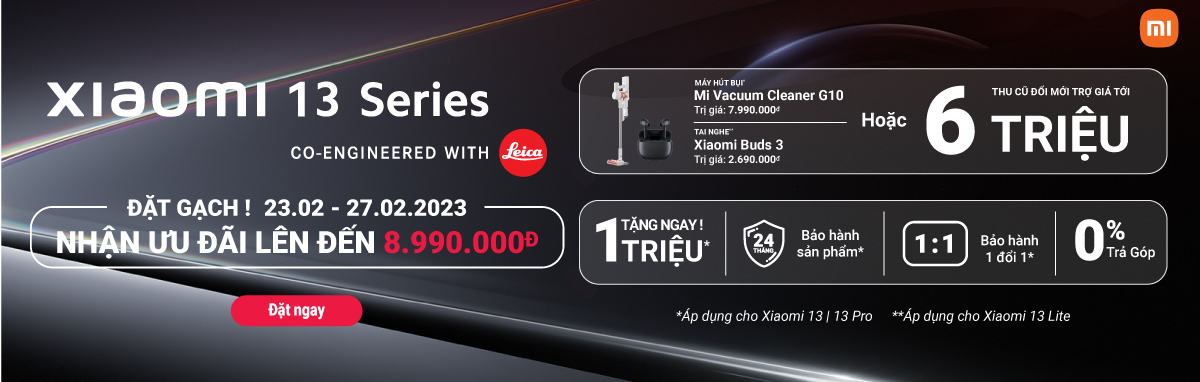 xiaomi 13 Series
CO-ENGINEERED WITH Leica
ĐẶT GẠCH ! 23.02 - 27.02.2023
NHẬN ƯU ĐÃI LÊN ĐẾN 8.990.000Đ
Đặt ngay
MÁY HÚT BỤI*
Mi Vacuum Cleaner G10
Trị giá: 7.990.000đ
TAI NGHE**
Xiaomi Buds 3
Trị giá: 2.690.000đ
Hoặc
THU CŨ ĐỔI MỚI TRỢ GIÁ TỚI
6 TRIỆU
TẶNG NGAY !
1 TRIỆU*
24
THÁNG
Bảo hành
sản phẩm*
1:1
Bảo hành
1 đổi 1*
0%
Trả Góp
*Áp dụng cho Xiaomi 13 | 13 Pro **Áp dụng cho Xiaomi 13 Lite
mi